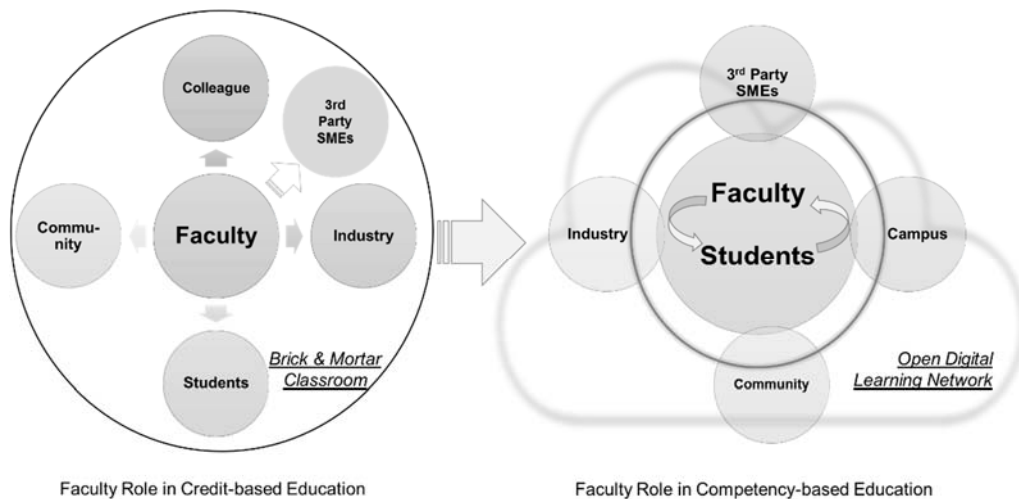 Colleague
3rd
Party
SMEs
Commu-
nity
Faculty
Industry
Students
Brick & Mortar
Classroom
Faculty Role in Credit-based Education
3rd Party
SMEs
Faculty
Industry
Campus
Students
Community
Open Digital
Learning Network
Faculty Role in Competency-based Education